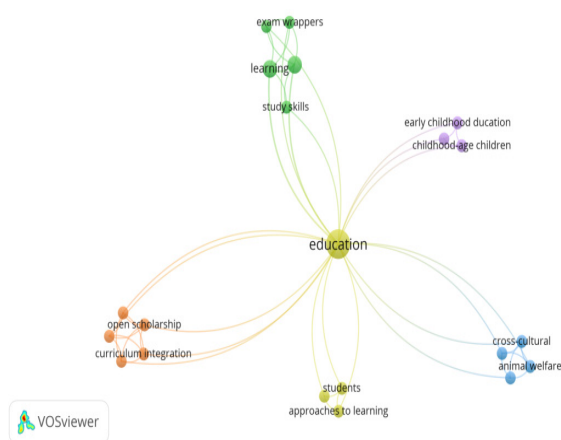 exam wrappers
learning
study skills
early childhood ducation
childhood-age children
education
open scholarship
curriculum integration
cross-cultural
animal welfare
students
approaches to learning
VOSviewer